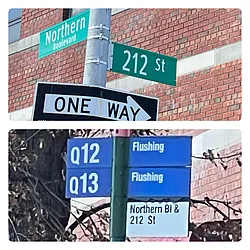 Northern
Boulevard
212 St
ONE WAY
Q12 Flushing
Q13 Flushing
Northern Bl &
212 St